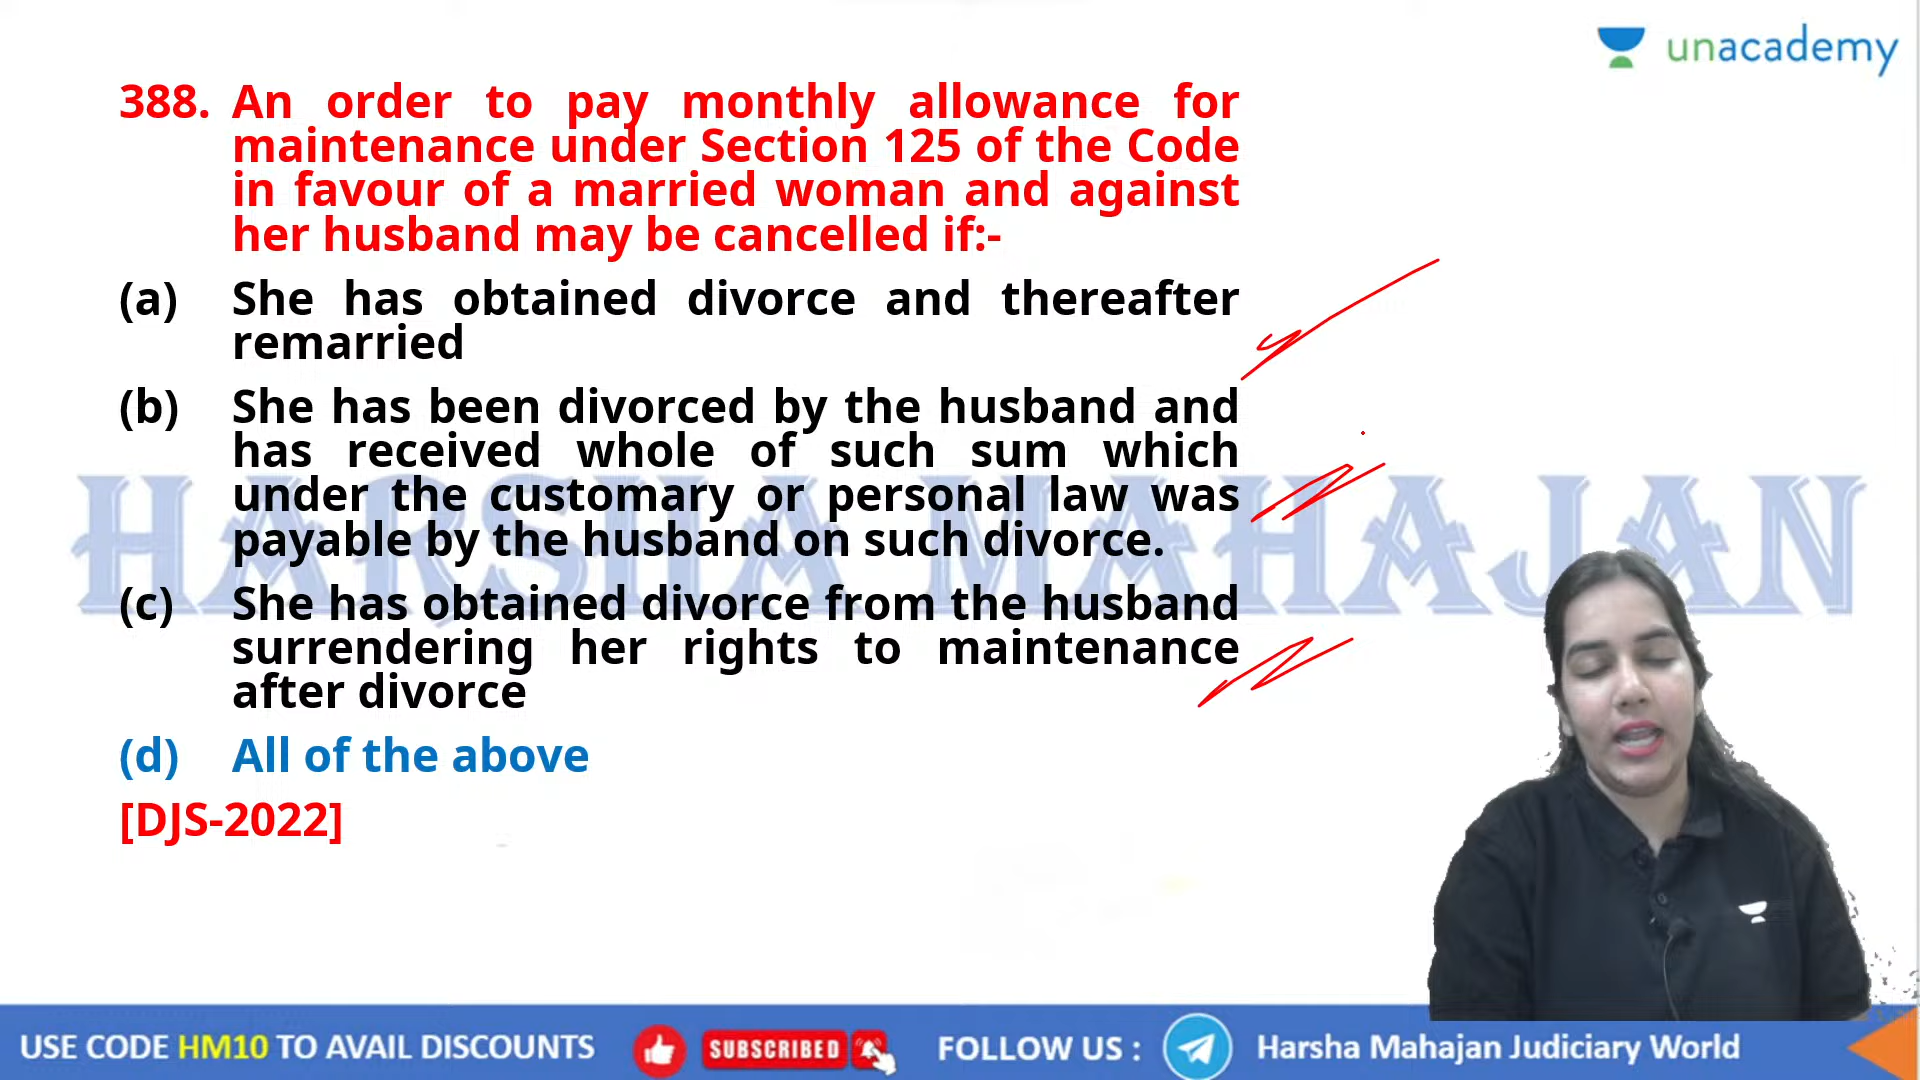 unacademy
388. An order to pay monthly allowance for
maintenance under Section 125 of the Code
in favour of a married woman and against
her husband may be cancelled if:-
(a) She has obtained divorce and thereafter
remarried
(b) She has been divorced by the husband and
has received whole of such sum which
under the customary or personal law was
payable by the husband on such divorce.
HARSHA MAHAJAN
(c) She has obtained divorce from the husband
surrendering her rights to maintenance
after divorce
(d) All of the above
[DJS-2022]
USE CODE HM10 TO AVAIL DISCOUNTS
SUBSCRIBED
FOLLOW US :
Harsha Mahajan Judiciary World